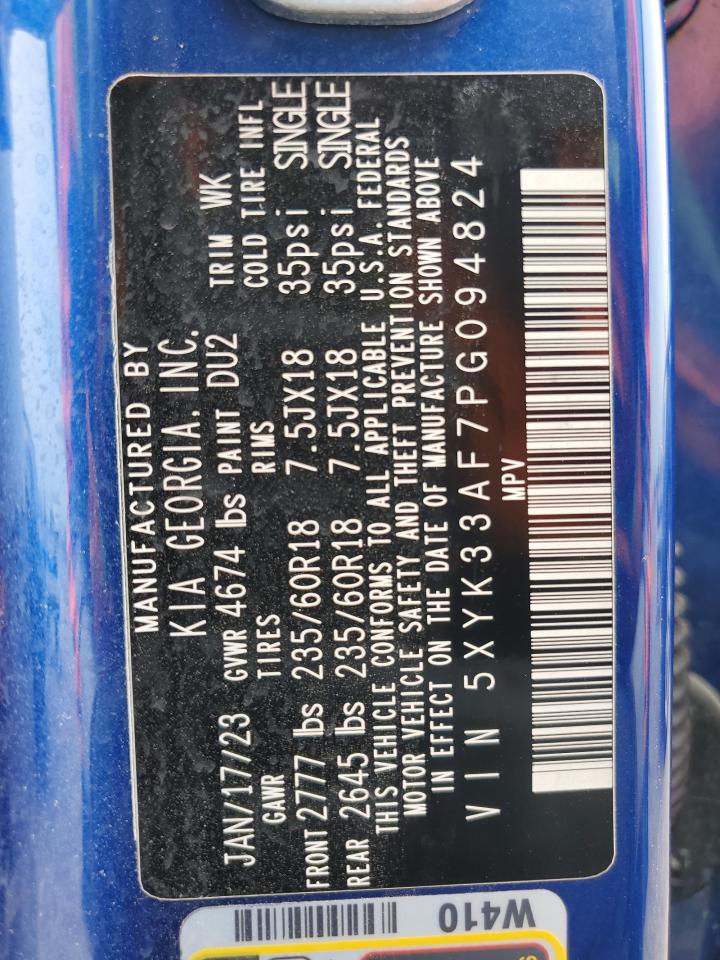 MANUFACTURED BY
KIA GEORGIA, INC.
JAN/17/23 GVWR 4674 lbs PAINT DU2 TRIM WK
GAWR TIRES RIMS COLD TIRE INFL
FRONT 2777 lbs 235/60R18 7.5JX18 35psi SINGLE
REAR 2645 lbs 235/60R18 7.5JX18 35psi SINGLE
THIS VEHICLE CONFORMS TO ALL APPLICABLE U.S.A. FEDERAL
MOTOR VEHICLE SAFETY AND THEFT PREVENTION STANDARDS
IN EFFECT ON THE DATE OF MANUFACTURE SHOWN ABOVE
VIN 5XYK33AF7PG094824
MPV
W410